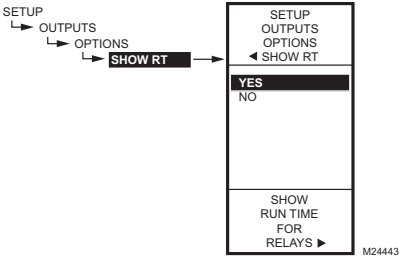 SETUP
OUTPUTS
OPTIONS
SHOW RT
SETUP
OUTPUTS
OPTIONS
◀ SHOW RT
YES
NO
SHOW
RUN TIME
FOR
RELAYS ▶
M24443